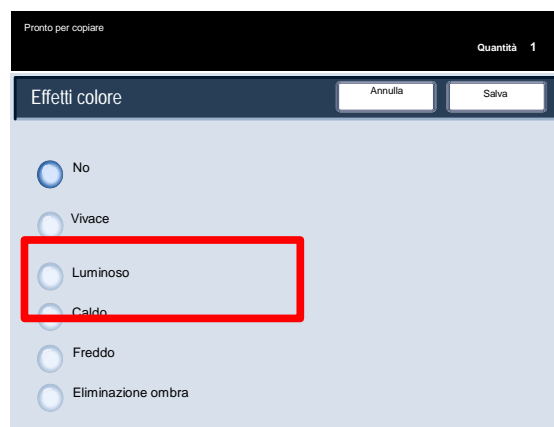 Pronto per copiare
Quantità 1
Effetti colore
Annulla
Salva
No
Vivace
Luminoso
Caldo
Freddo
Eliminazione ombra